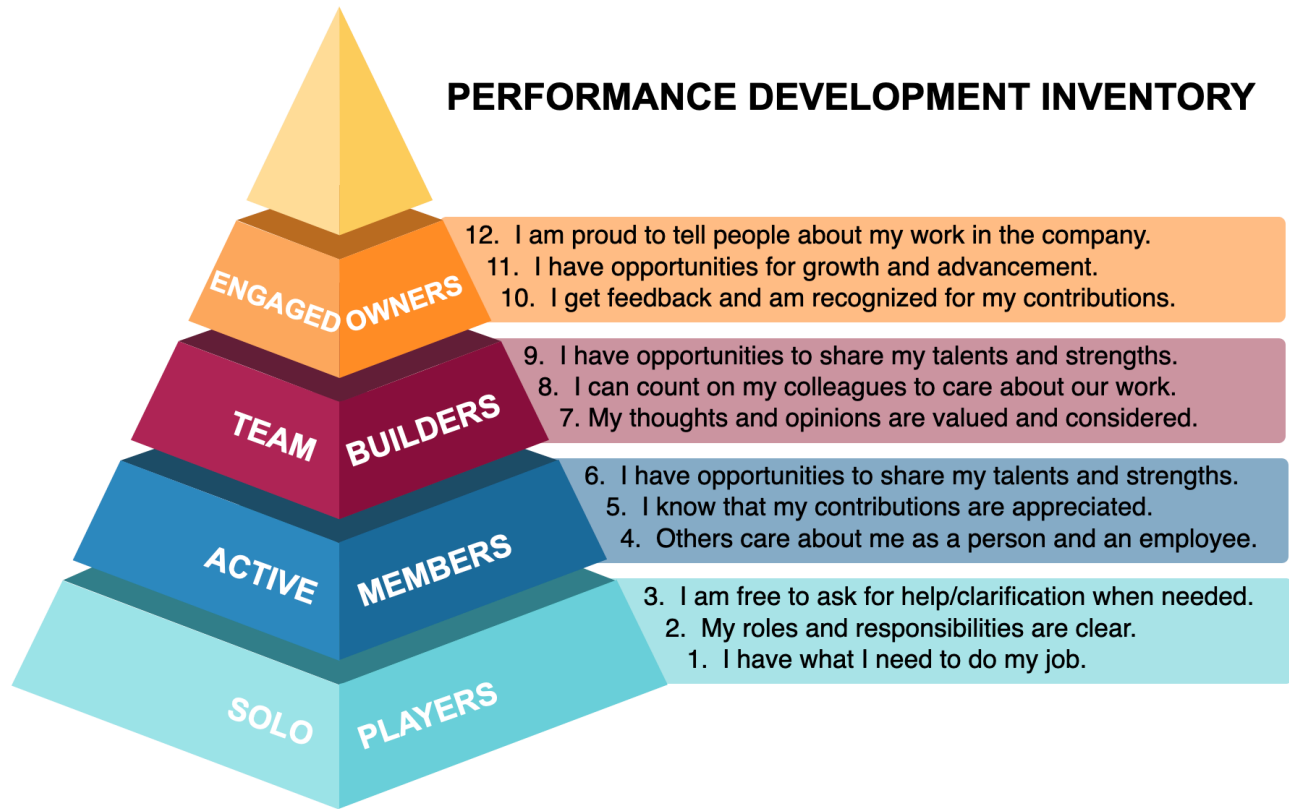 PERFORMANCE DEVELOPMENT INVENTORY
ENGAGED OWNERS
12. I am proud to tell people about my work in the company.
11. I have opportunities for growth and advancement.
10. I get feedback and am recognized for my contributions.
TEAM BUILDERS
9. I have opportunities to share my talents and strengths.
8. I can count on my colleagues to care about our work.
7. My thoughts and opinions are valued and considered.
ACTIVE MEMBERS
6. I have opportunities to share my talents and strengths.
5. I know that my contributions are appreciated.
4. Others care about me as a person and an employee.
SOLO PLAYERS
3. I am free to ask for help/clarification when needed.
2. My roles and responsibilities are clear.
1. I have what I need to do my job.